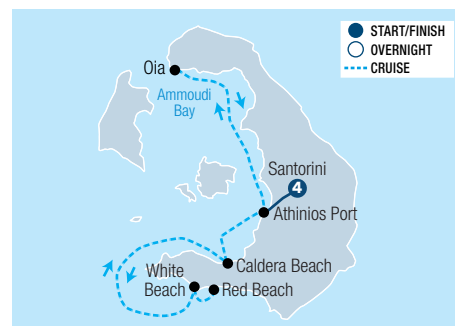 START/FINISH
OVERNIGHT
CRUISE
Oia
Ammoudi
Bay
Santorini
4
Athinios Port
Caldera Beach
White
Beach
Red Beach